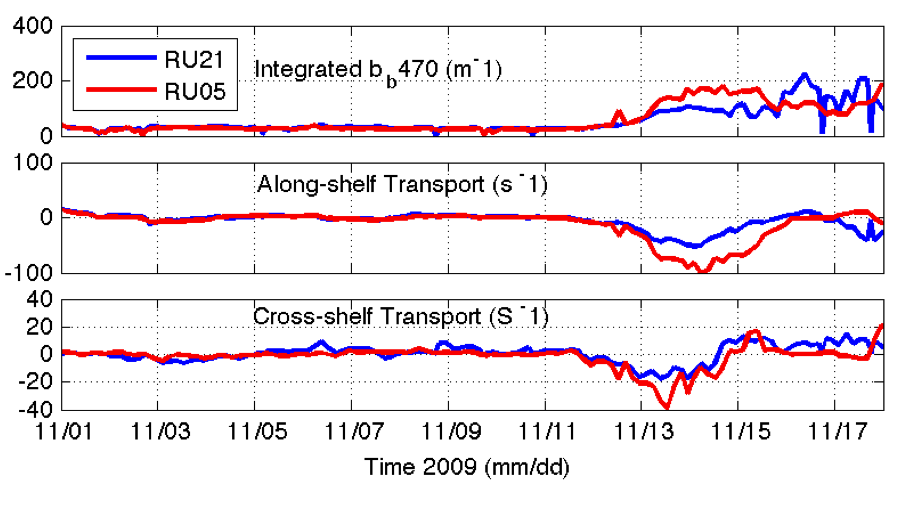 400
200
0
RU21
RU05
Integrated b_b470 (m^-1)
100
0
-100
Along-shelf Transport (s^-1)
40
20
0
-20
-40
Cross-shelf Transport (S^-1)
11/01 11/03 11/05 11/07 11/09 11/11 11/13 11/15 11/17
Time 2009 (mm/dd)